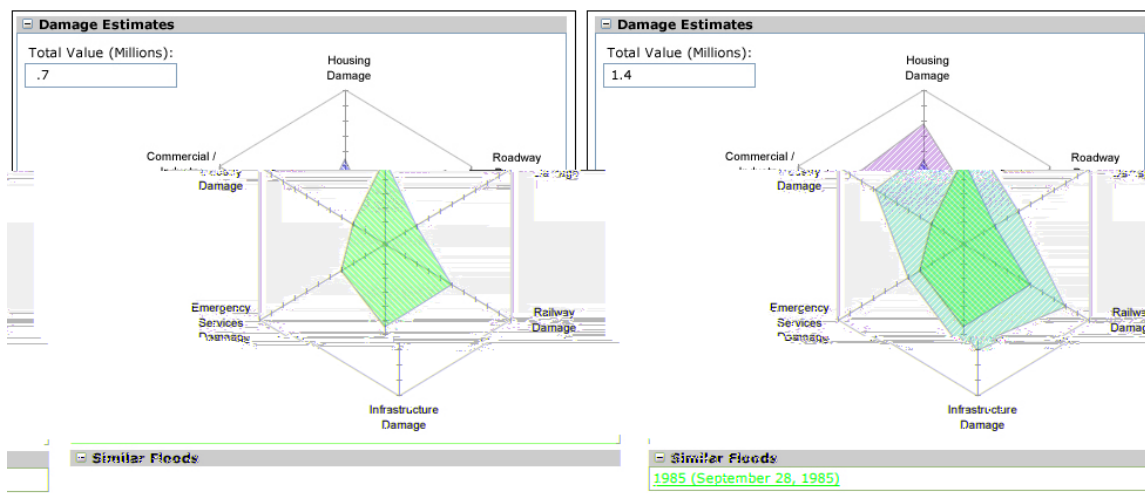 Damage Estimates
Total Value (Millions):
.7
Housing
Damage
Commercial /
Damage
Roadway
Emergency
Services
Damage
Railway
Damage
Infrastructure
Damage
Similar Floods
Damage Estimates
Total Value (Millions):
1.4
Housing
Damage
Commercial /
Damage
Roadway
Emergency
Services
Damage
Infrastructure
Damage
Similar Floods
1985 (September 28, 1985)